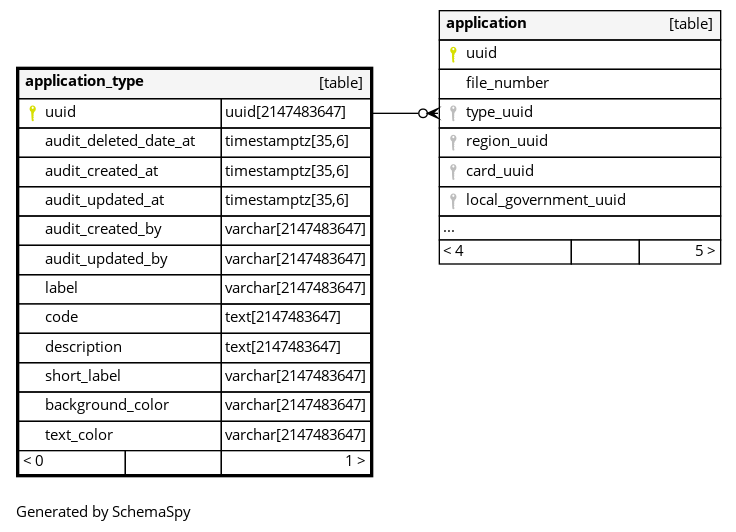 application [table]
uuid
file_number
type_uuid
region_uuid
card_uuid
local_government_uuid
...
< 4 5 >
application_type [table]
uuid uuid[2147483647]
audit_deleted_date_at timestamptz[35,6]
audit_created_at timestamptz[35,6]
audit_updated_at timestamptz[35,6]
audit_created_by varchar[2147483647]
audit_updated_by varchar[2147483647]
label varchar[2147483647]
code text[2147483647]
description text[2147483647]
short_label varchar[2147483647]
background_color varchar[2147483647]
text_color varchar[2147483647]
< 0 1 >
Generated by SchemaSpy